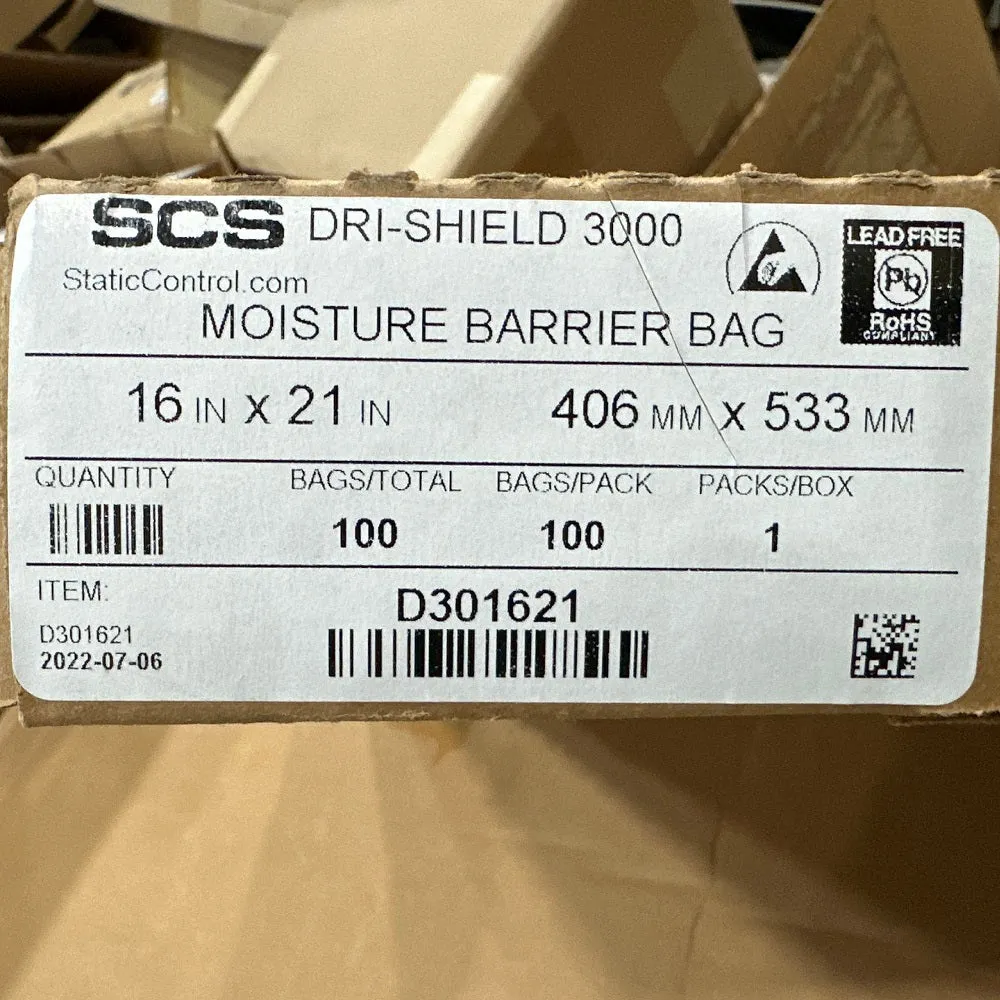 SCS DRI-SHIELD 3000
LEAD FREE
Pb
RoHS
COMPLIANT
StaticControl.com
MOISTURE BARRIER BAG
16 IN X 21 IN 406 MM X 533 MM
QUANTITY BAGS/TOTAL BAGS/PACK PACKS/BOX
100 100 1
ITEM: D301621
D301621
2022-07-06